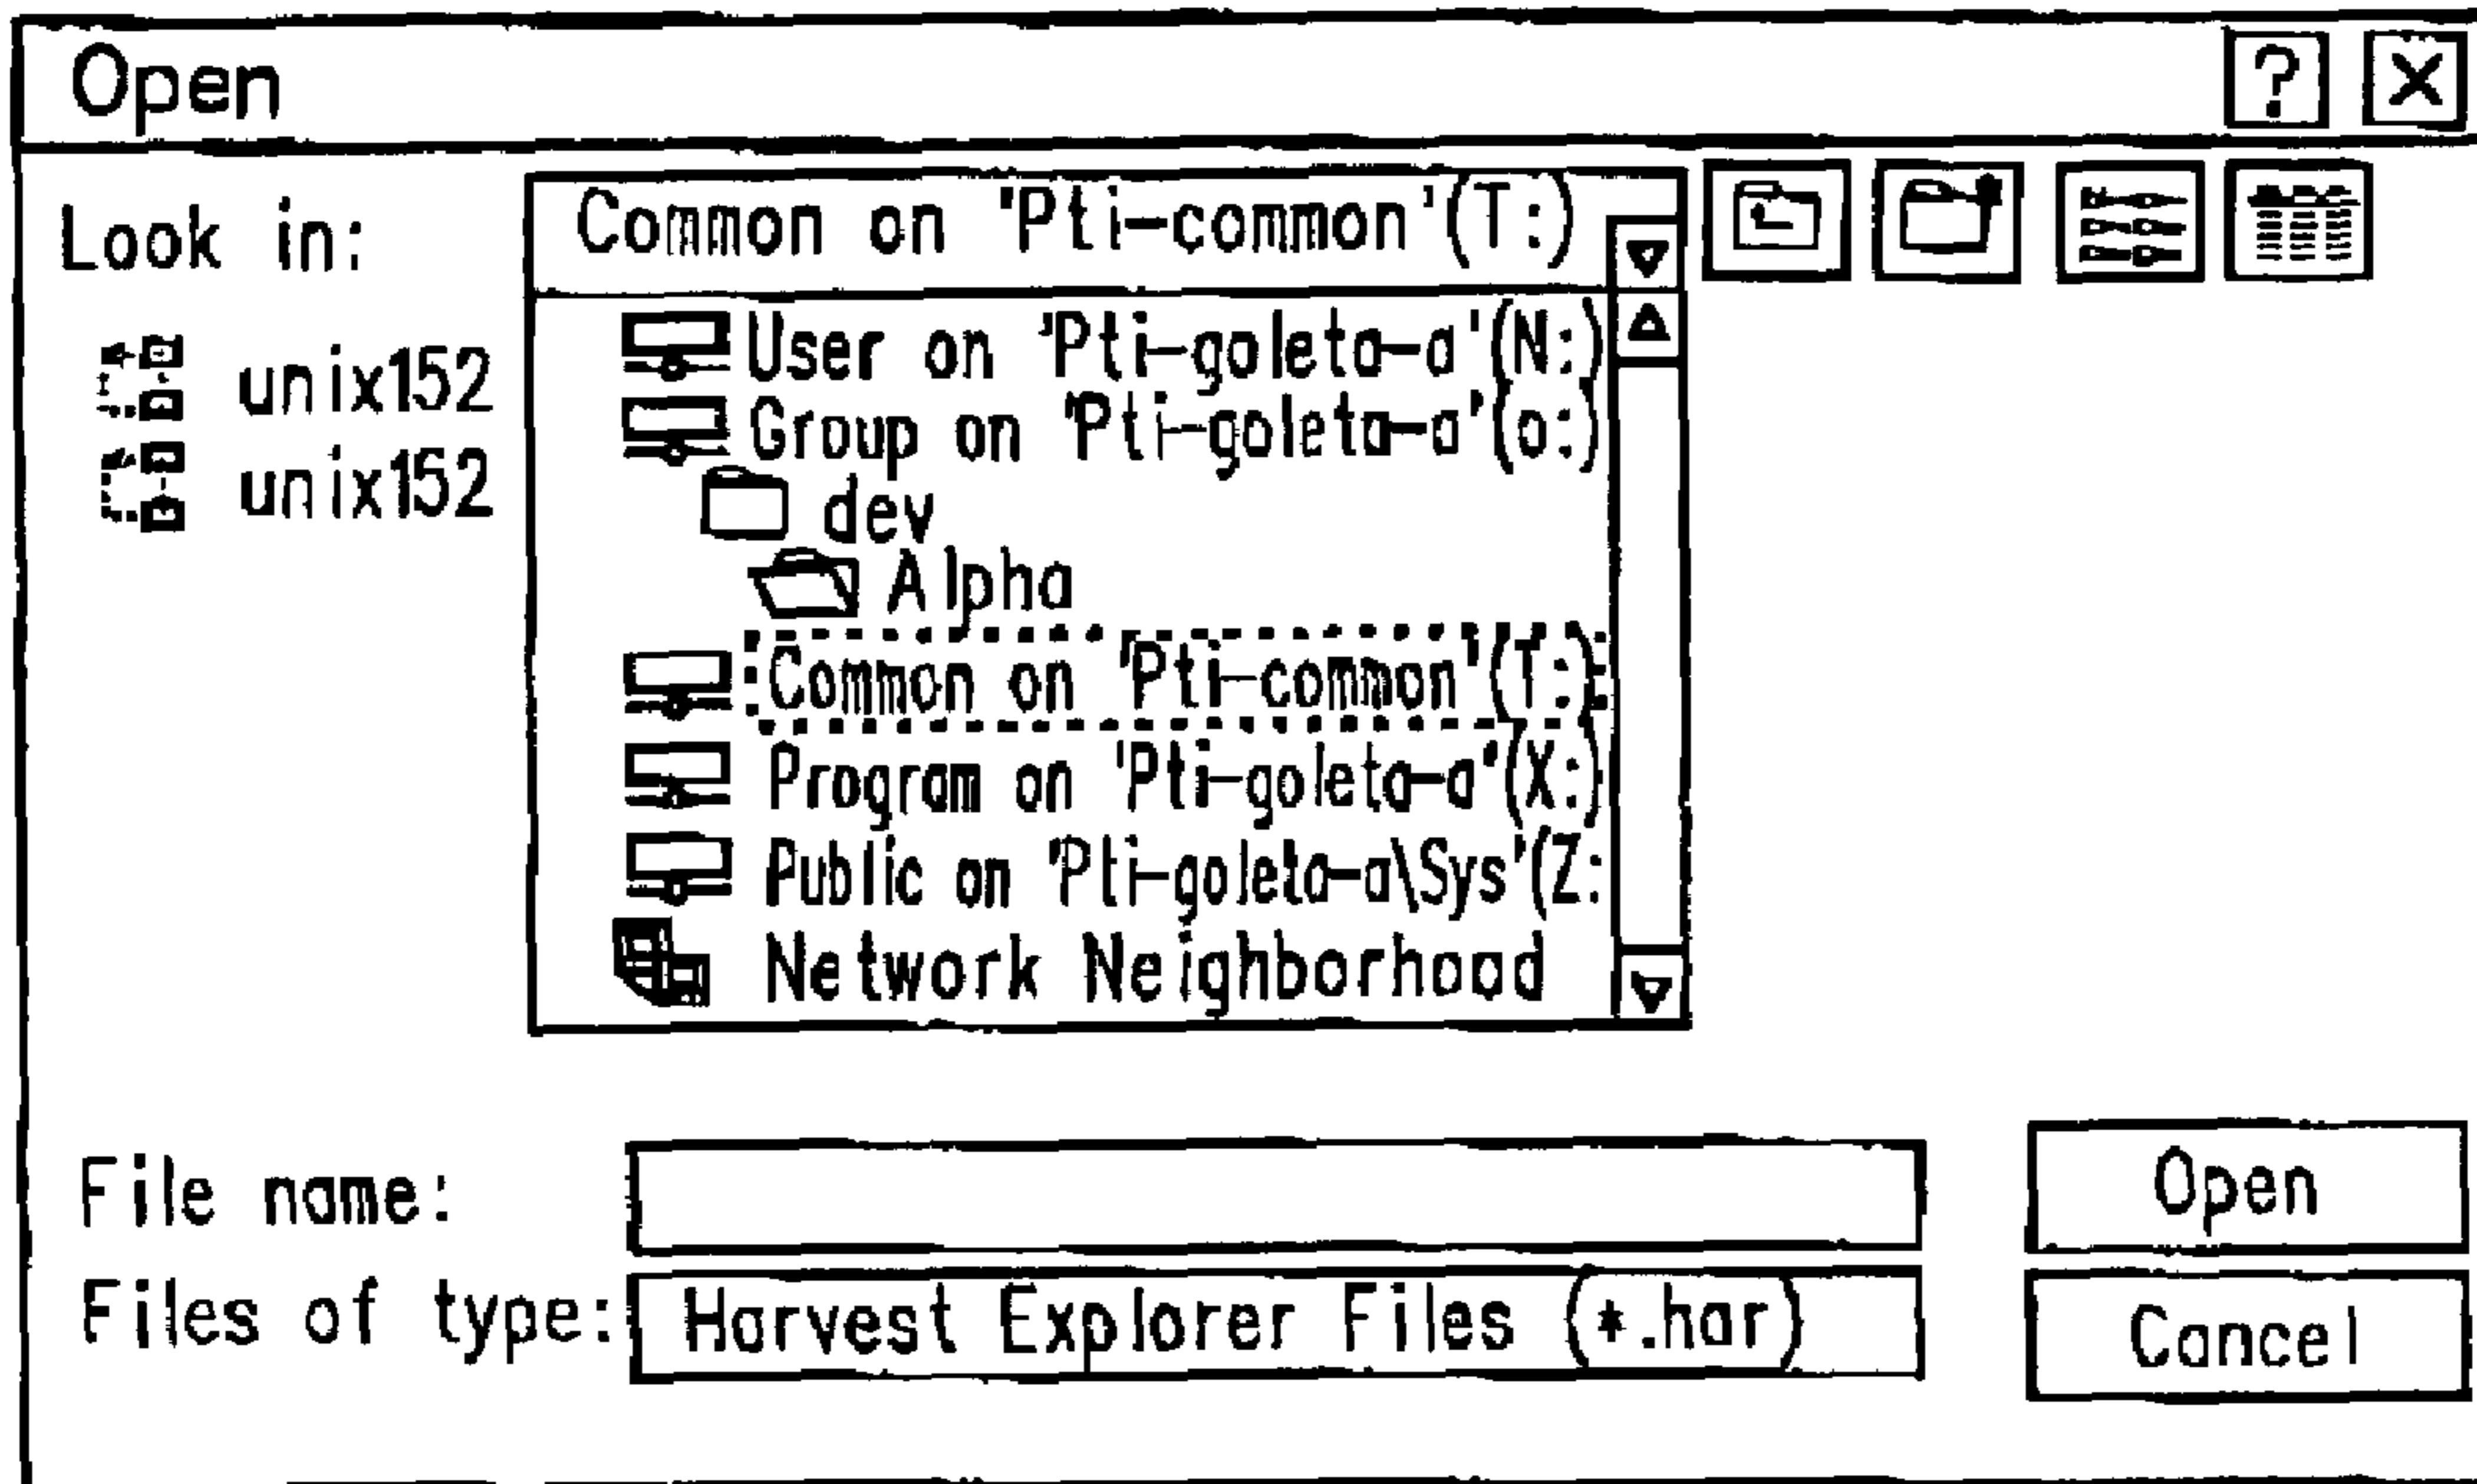 Open ? X
Look in: Common on 'Pti-common'(T:)
unix152
unix152
User on 'Pti-goleta-a'(N:)
Group on 'Pti-goleta-a'(o:)
dev
Alpha
Common on 'Pti-common'(T:)
Program on 'Pti-goleta-a'(X:)
Public on 'Pti-goleta-a\Sys'(Z:
Network Neighborhood
File name: Open
Files of type: Harvest Explorer Files (*.har) Cancel